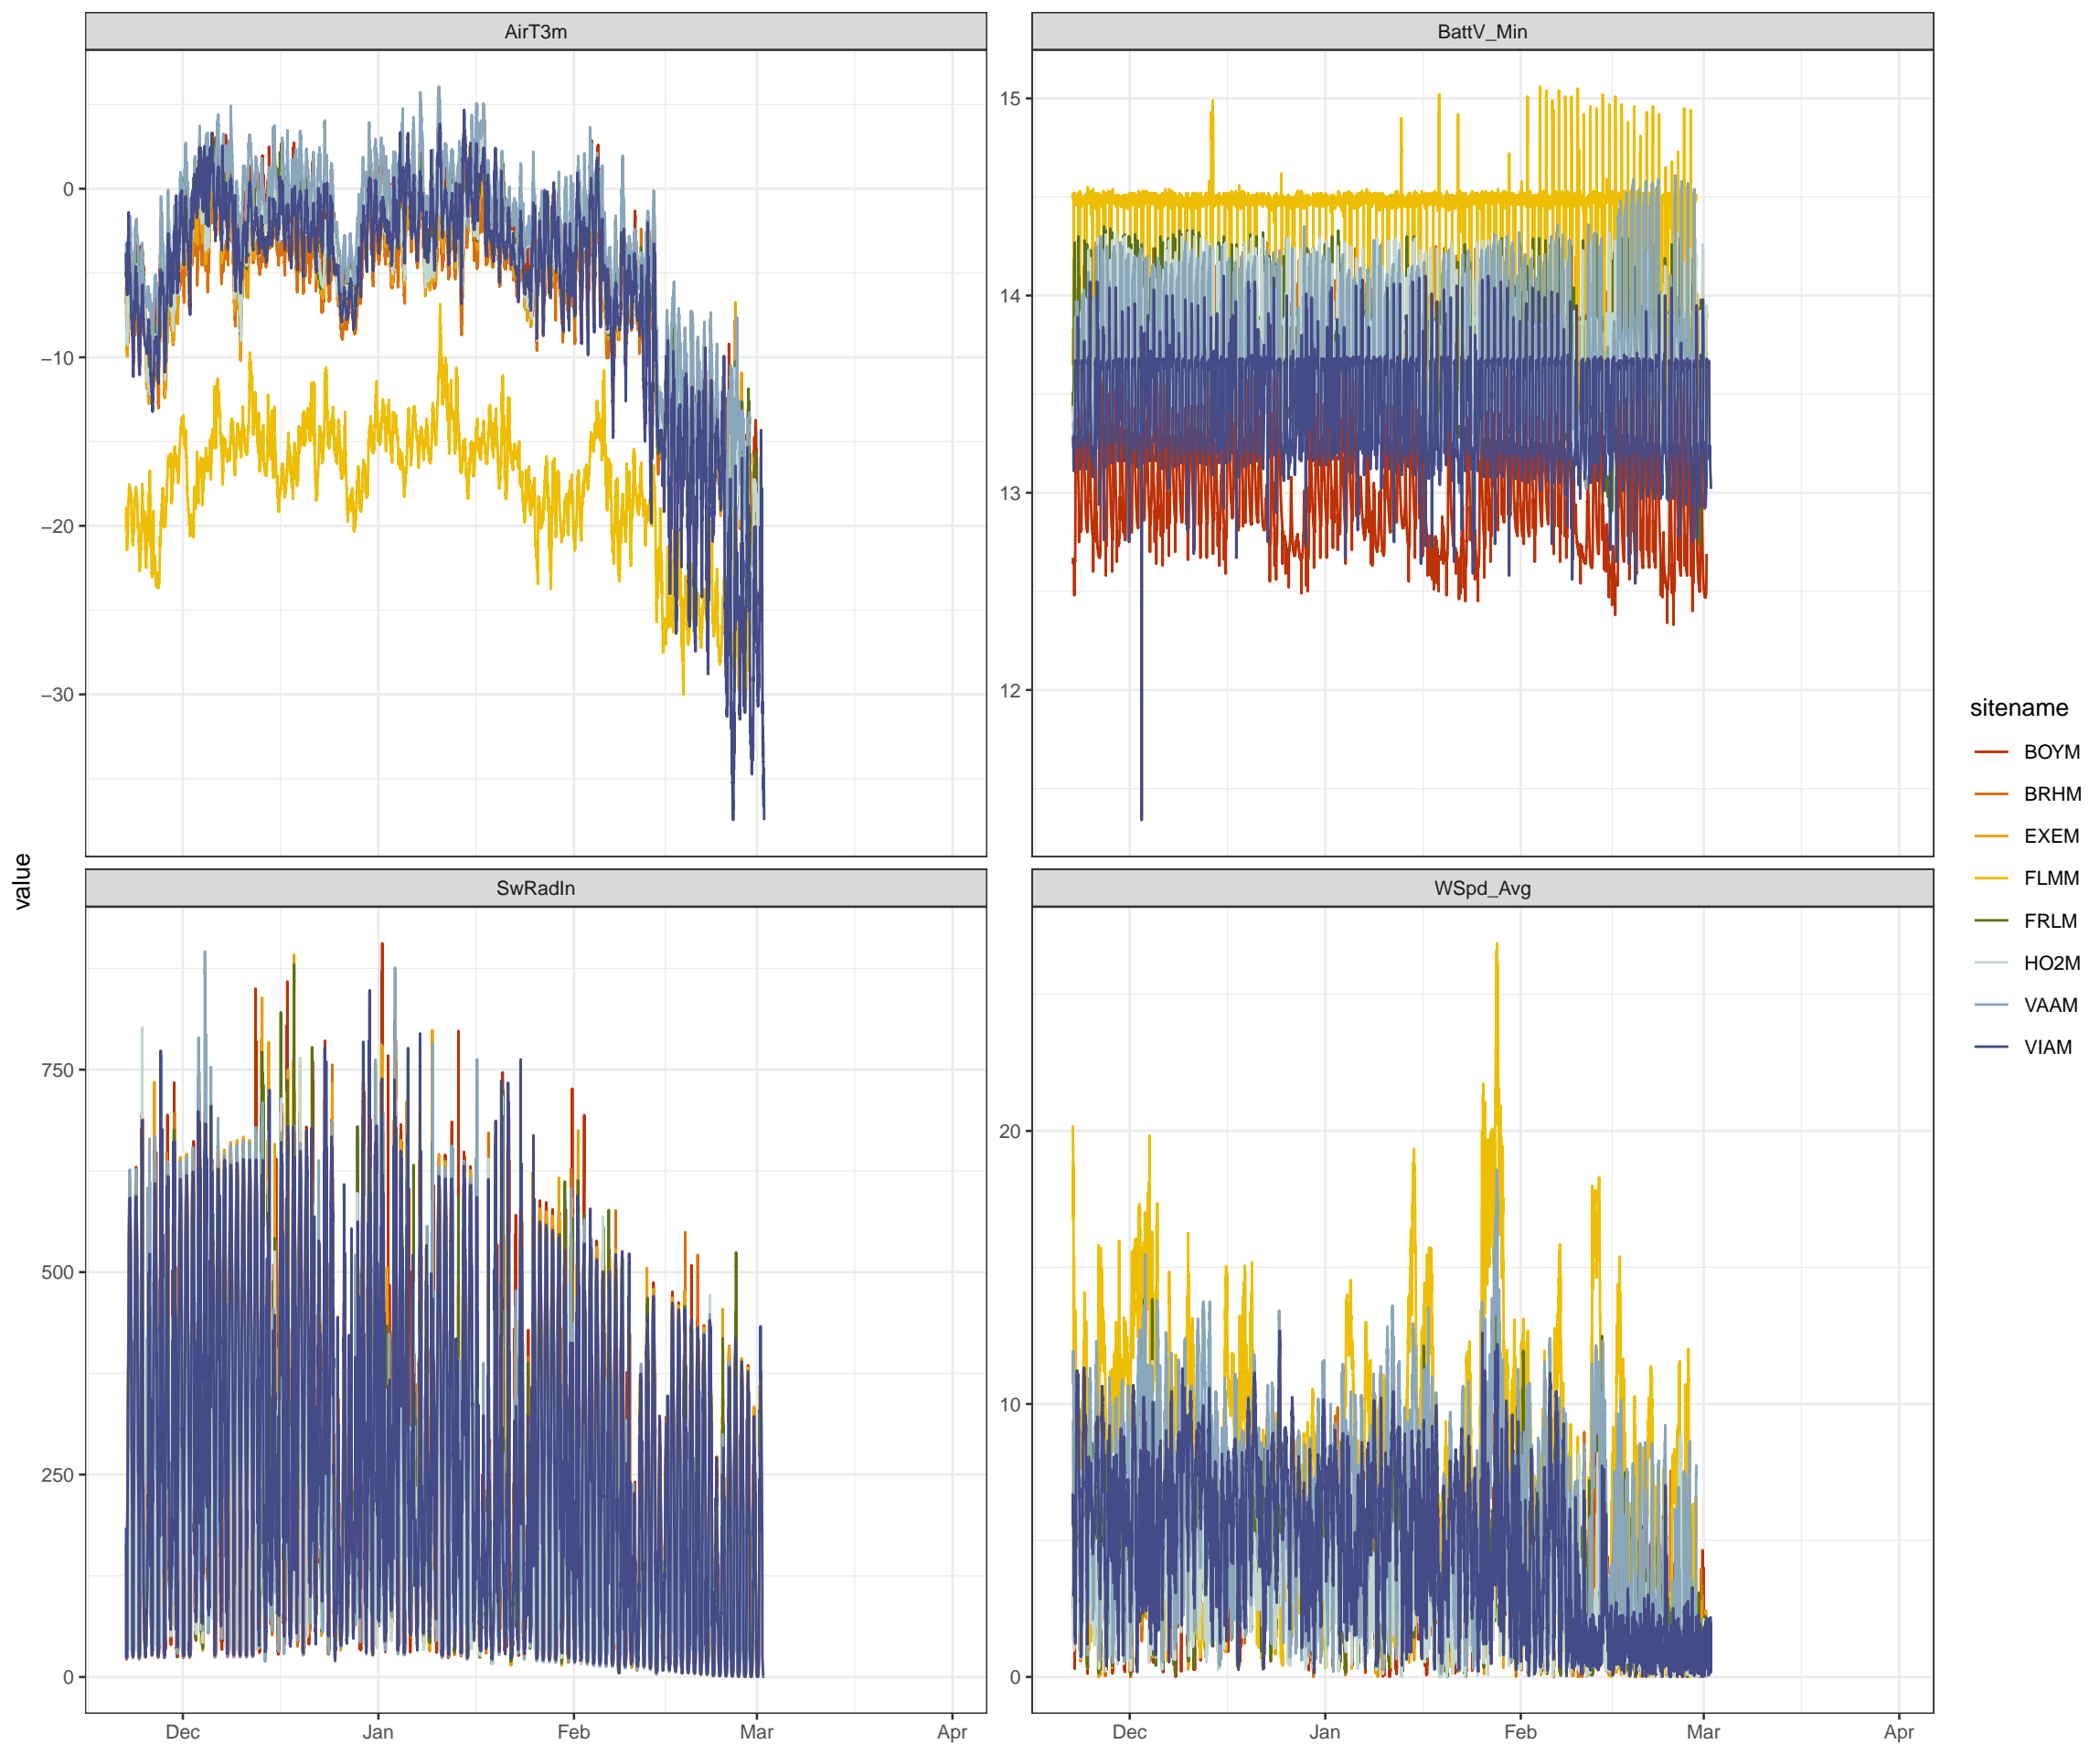 AirT3m
BattV_Min
0
−10
−20
−30
15
14
13
12
value
SwRadIn
WSpd_Avg
750
500
250
0
20
10
0
Dec Jan Feb Mar Apr
Dec Jan Feb Mar Apr
sitename
BOYM
BRHM
EXEM
FLMM
FRLM
HO2M
VAAM
VIAM